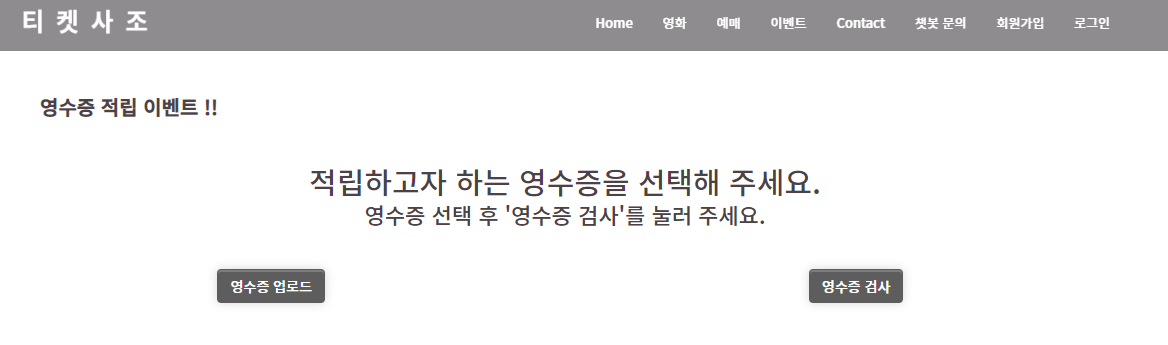 티 켓 사 조
Home 영화 예매 이벤트 Contact 챗봇 문의 회원가입 로그인
영수증 적립 이벤트 !!
적립하고자 하는 영수증을 선택해 주세요.
영수증 선택 후 '영수증 검사'를 눌러 주세요.
영수증 업로드 영수증 검사